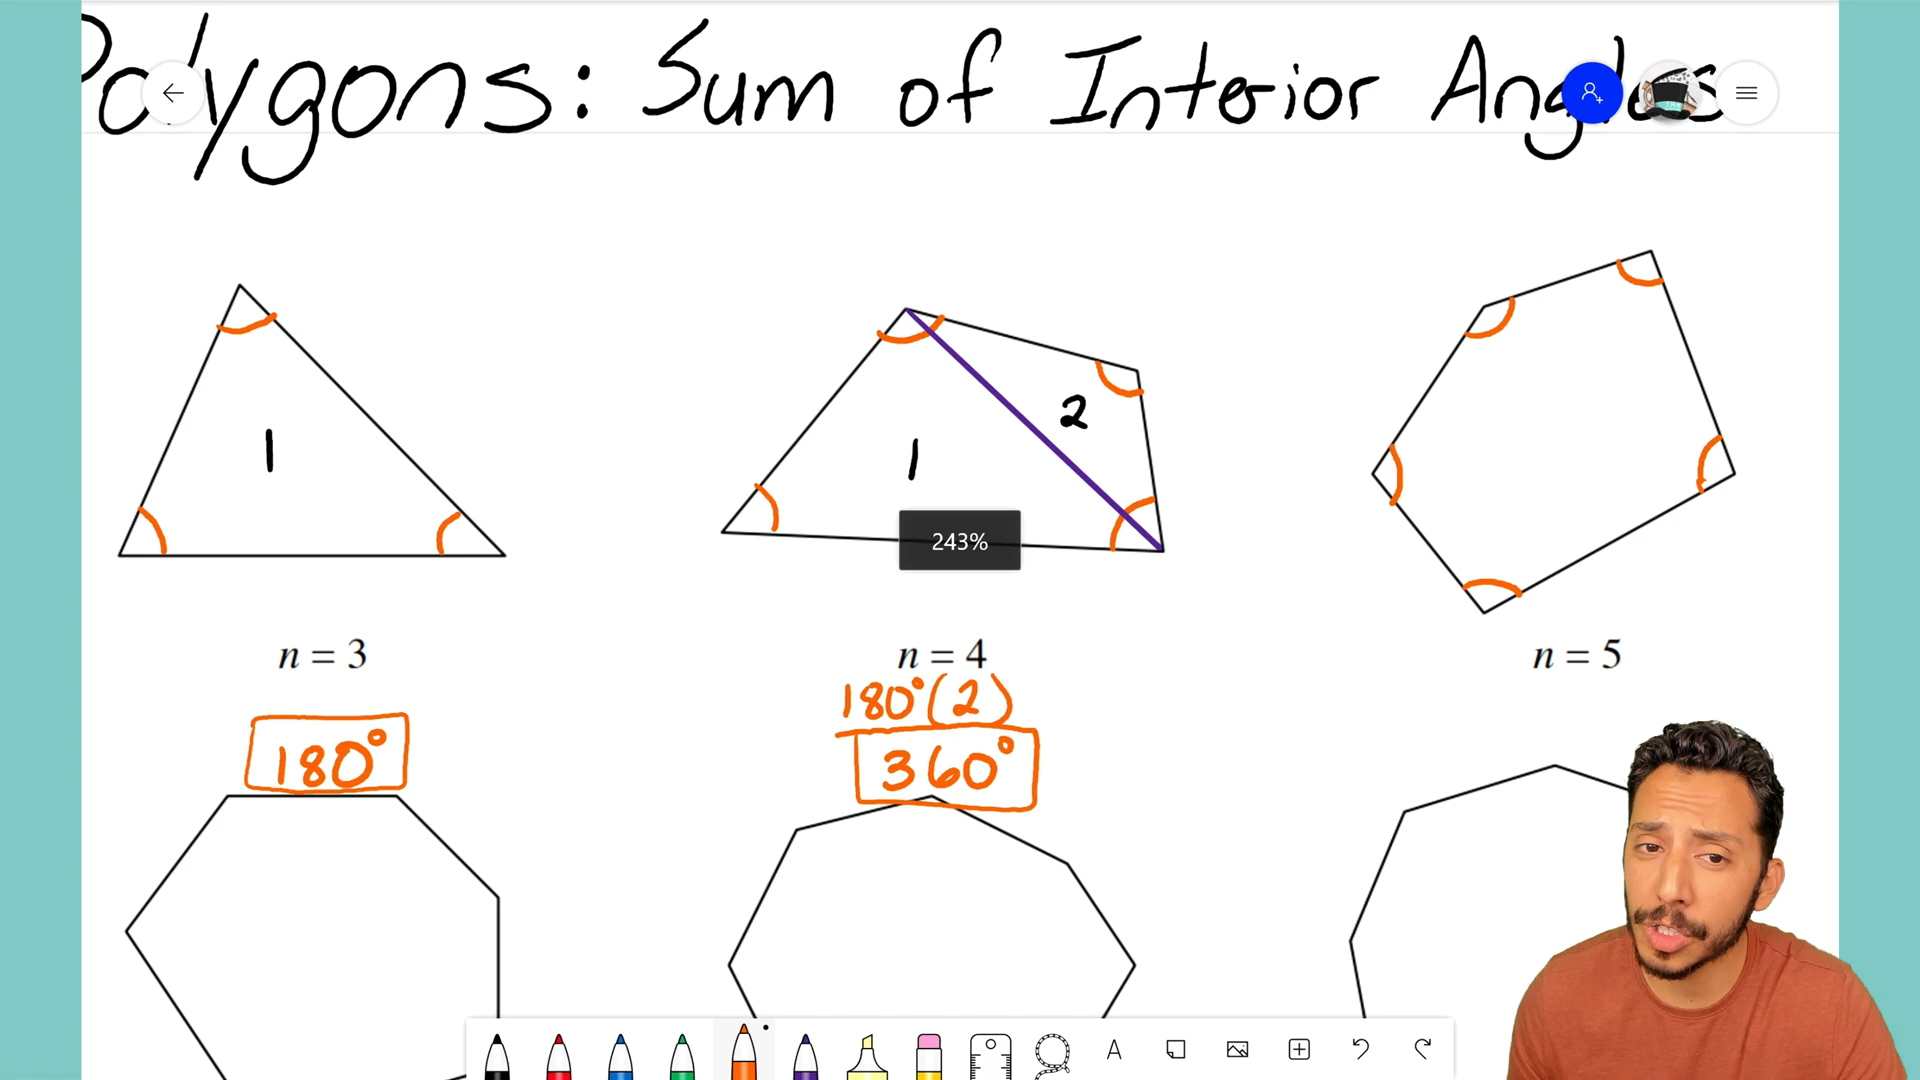 Polygons: Sum of Interior Angles
1
1
2
243%
n = 3
n = 4
n = 5
180°
180°(2)
360°
A